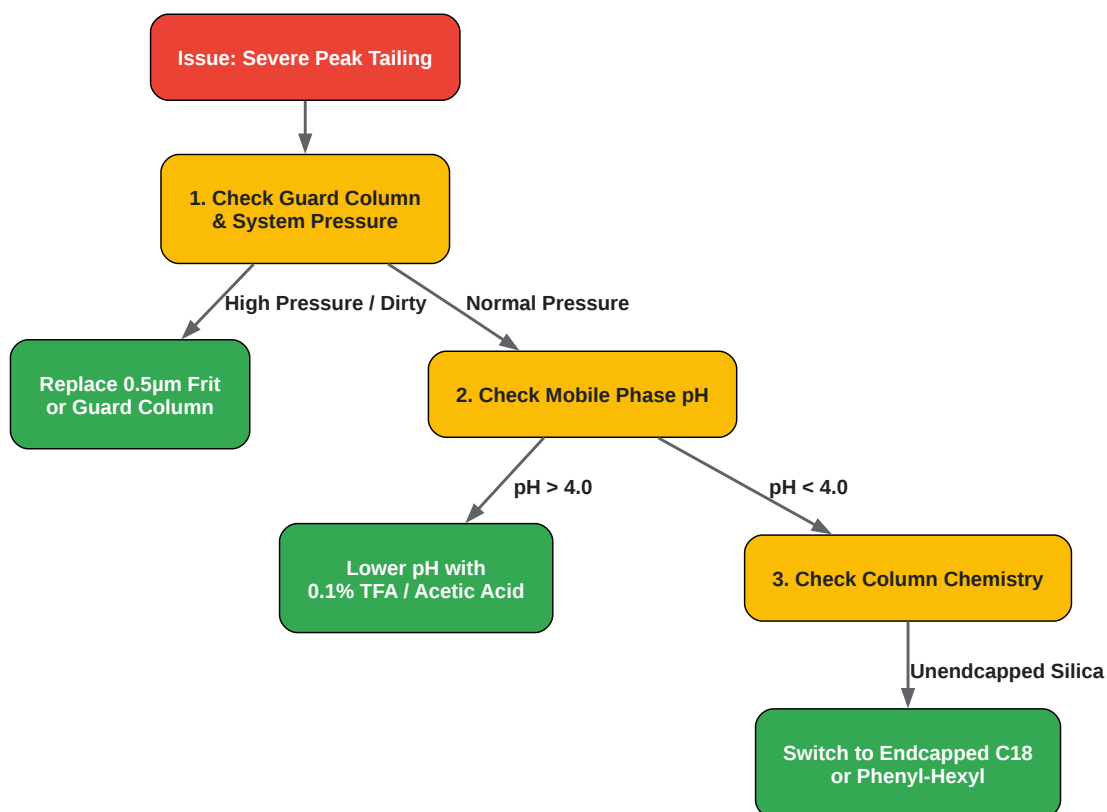 Issue: Severe Peak Tailing
1. Check Guard Column
& System Pressure
High Pressure / Dirty
Normal Pressure
Replace 0.5µm Frit
or Guard Column
2. Check Mobile Phase pH
pH > 4.0
pH < 4.0
Lower pH with
0.1% TFA / Acetic Acid
3. Check Column Chemistry
Unendcapped Silica
Switch to Endcapped C18
or Phenyl-Hexyl